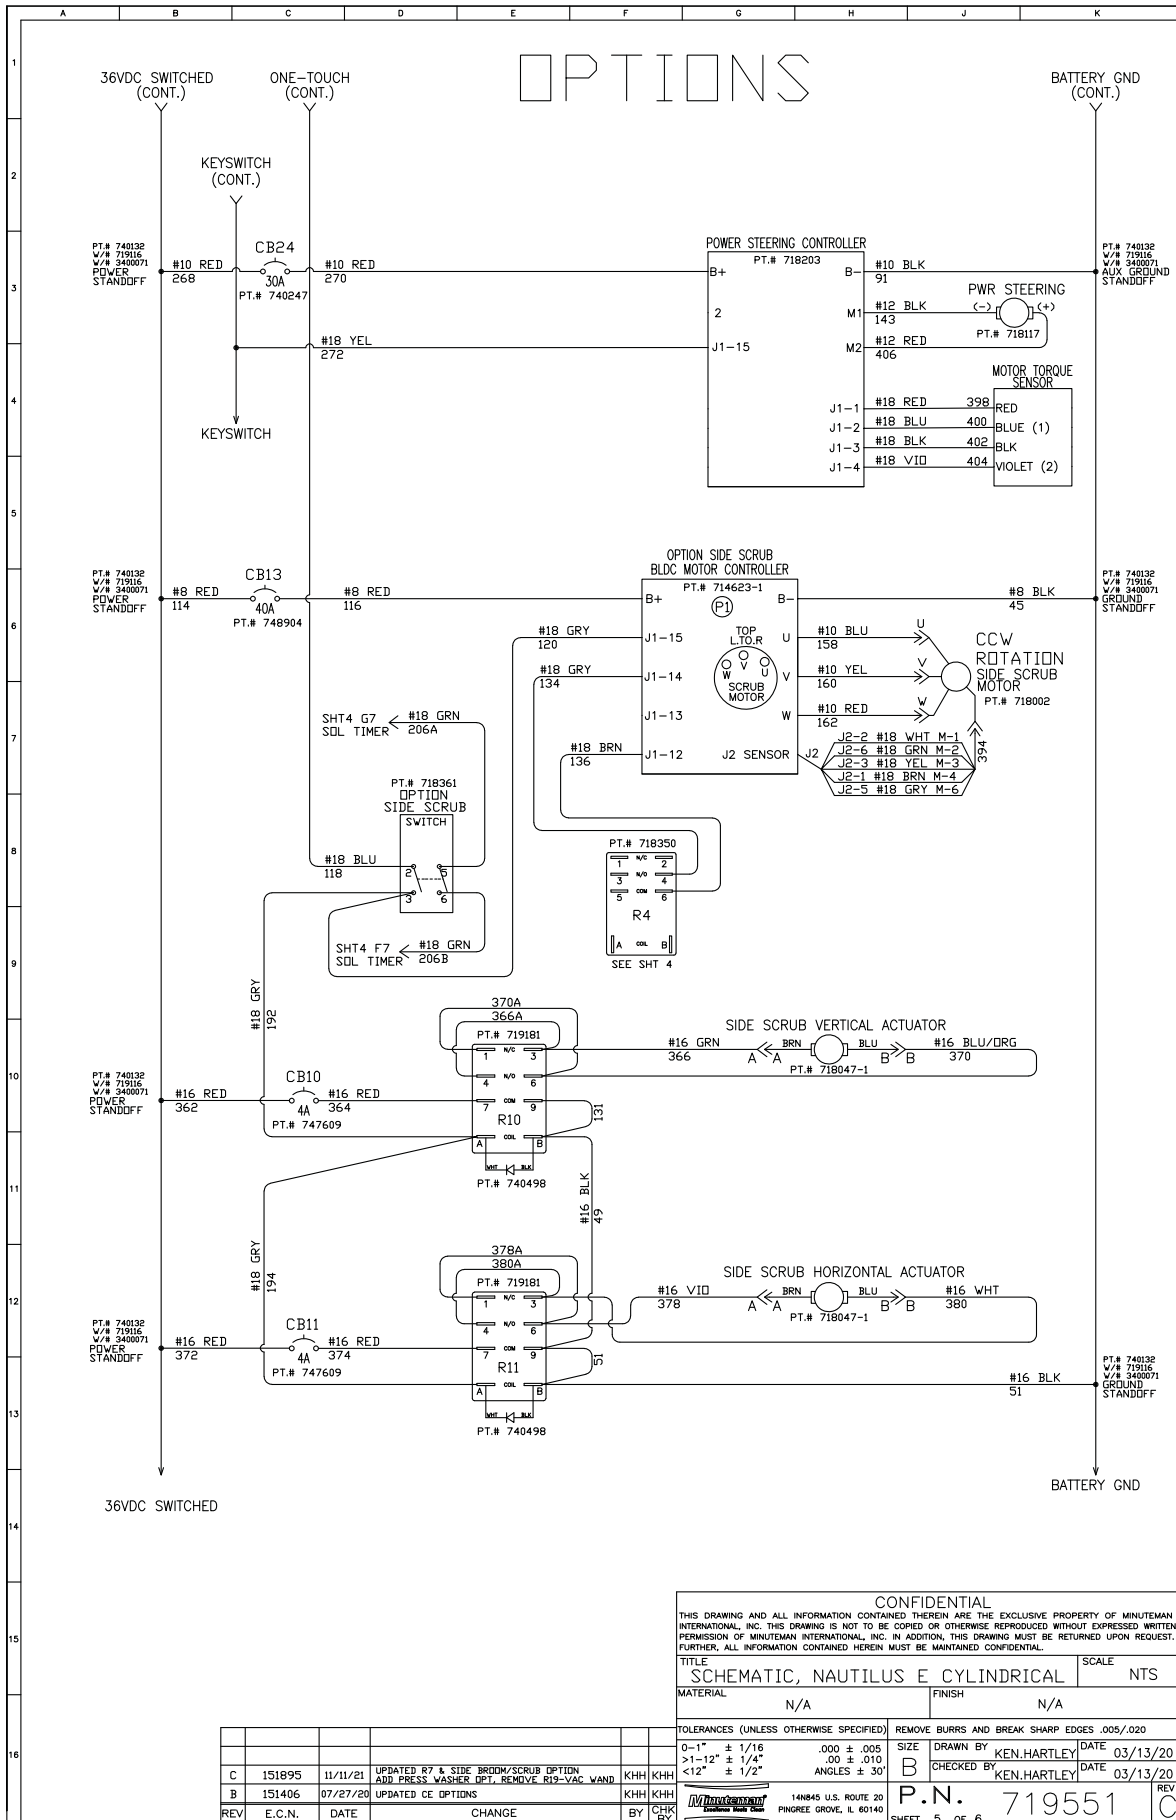 A B C D E F G H J K
1
2
3
4
5
6
7
8
9
10
11
12
13
14
15
16
OPTIONS
36VDC SWITCHED
(CONT.)
ONE-TOUCH
(CONT.)
BATTERY GND
(CONT.)
KEYSWITCH
(CONT.)
PT.# 740132
W/# 719116
W/# 3400071
POWER
STANDOFF
#10 RED
268
CB24
30A
PT.# 740247
#10 RED
270
#18 YEL
272
KEYSWITCH
POWER STEERING CONTROLLER
PT.# 718203
B+
B-
2
M1
J1-15
M2
J1-1
J1-2
J1-3
J1-4
#10 BLK
91
#12 BLK
143
#12 RED
406
PWR STEERING
(-)
(+)
PT.# 718117
PT.# 740132
W/# 719116
W/# 3400071
AUX GROUND
STANDOFF
MOTOR TORQUE
SENSOR
#18 RED 398 RED
#18 BLU 400 BLUE (1)
#18 BLK 402 BLK
#18 VIO 404 VIOLET (2)
PT.# 740132
W/# 719116
W/# 3400071
POWER
STANDOFF
#8 RED
114
CB13
40A
PT.# 748904
#8 RED
116
OPTION SIDE SCRUB
BLDC MOTOR CONTROLLER
PT.# 714623-1
B+
P1
B-
J1-15
J1-14
J1-13
J1-12
TOP
L.TO.R
W V U
SCRUB
MOTOR
U
V
W
J2 SENSOR
J2
#18 GRY
120
#18 GRY
134
#18 BRN
136
#8 BLK
45
PT.# 740132
W/# 719116
W/# 3400071
GROUND
STANDOFF
#10 BLU
158
#10 YEL
160
#10 RED
162
U
V
W
CCW
ROTATION
SIDE SCRUB
MOTOR
PT.# 718002
394
J2-2 #18 WHT M-1
J2-6 #18 GRN M-2
J2-3 #18 YEL M-3
J2-1 #18 BRN M-4
J2-5 #18 GRY M-6
SHT4 G7
SOL TIMER
#18 GRN
206A
PT.# 718361
OPTION
SIDE SCRUB
SWITCH
2 5
3 6
#18 BLU
118
SHT4 F7
SOL TIMER
#18 GRN
206B
PT.# 718350
1 N/C 2
3 N/O 4
5 COM 6
R4
A COIL B
SEE SHT 4
#18 GRY
192
370A
366A
PT.# 719181
1 N/C 3
4 N/O 6
7 COM 9
R10
A COIL B
WHT BLK
PT.# 740498
131
#16 BLK
49
SIDE SCRUB VERTICAL ACTUATOR
#16 GRN
366
A A BRN BLU B B
PT.# 718047-1
#16 BLU/ORG
370
PT.# 740132
W/# 719116
W/# 3400071
POWER
STANDOFF
#16 RED
362
CB10
4A
PT.# 747609
#16 RED
364
#18 GRY
194
378A
380A
PT.# 719181
1 N/C 3
4 N/O 6
7 COM 9
R11
A COIL B
WHT BLK
PT.# 740498
51
SIDE SCRUB HORIZONTAL ACTUATOR
#16 VIO
378
A A BRN BLU B B
PT.# 718047-1
#16 WHT
380
PT.# 740132
W/# 719116
W/# 3400071
POWER
STANDOFF
#16 RED
372
CB11
4A
PT.# 747609
#16 RED
374
#16 BLK
51
PT.# 740132
W/# 719116
W/# 3400071
GROUND
STANDOFF
36VDC SWITCHED
BATTERY GND
CONFIDENTIAL
THIS DRAWING AND ALL INFORMATION CONTAINED THEREIN ARE THE EXCLUSIVE PROPERTY OF MINUTEMAN
INTERNATIONAL, INC. THIS DRAWING IS NOT TO BE COPIED OR OTHERWISE REPRODUCED WITHOUT EXPRESSED WRITTEN
PERMISSION OF MINUTEMAN INTERNATIONAL, INC. IN ADDITION, THIS DRAWING MUST BE RETURNED UPON REQUEST.
FURTHER, ALL INFORMATION CONTAINED HEREIN MUST BE MAINTAINED CONFIDENTIAL.
TITLE
SCHEMATIC, NAUTILUS E CYLINDRICAL
SCALE
NTS
MATERIAL
N/A
FINISH
N/A
TOLERANCES (UNLESS OTHERWISE SPECIFIED)
REMOVE BURRS AND BREAK SHARP EDGES .005/.020
0-1" ± 1/16 .000 ± .005
>1-12" ± 1/4" .00 ± .010
<12" ± 1/2" ANGLES ± 30'
SIZE
B
DRAWN BY KEN.HARTLEY DATE 03/13/20
CHECKED BY KEN.HARTLEY DATE 03/13/20
Minuteman
Excellence Meets Clean
14N845 U.S. ROUTE 20
PINGREE GROVE, IL 60140
P.N. 719551
SHEET 5 OF 6
REV
C
C 151895 11/11/21 UPDATED R7 & SIDE BROOM/SCRUB OPTION
ADD PRESS WASHER OPT, REMOVE R19-VAC WAND KHH KHH
B 151406 07/27/20 UPDATED CE OPTIONS KHH KHH
REV E.C.N. DATE CHANGE BY CHK BY